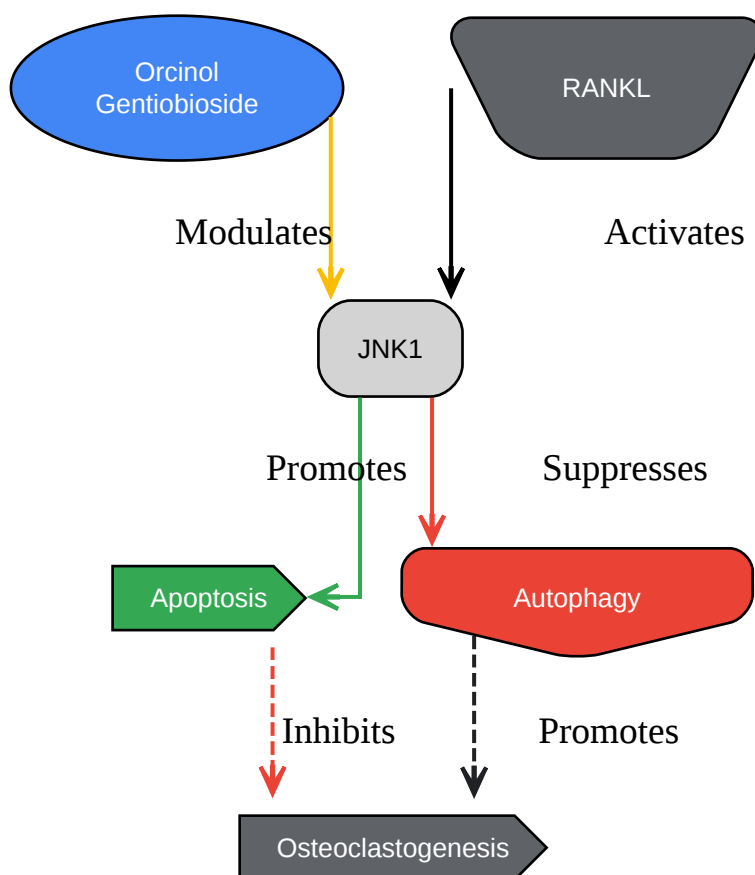 Orcinol
Gentiobioside
RANKL
Modulates
Activates
JNK1
Promotes
Suppresses
Apoptosis
Autophagy
Inhibits
Promotes
Osteoclastogenesis